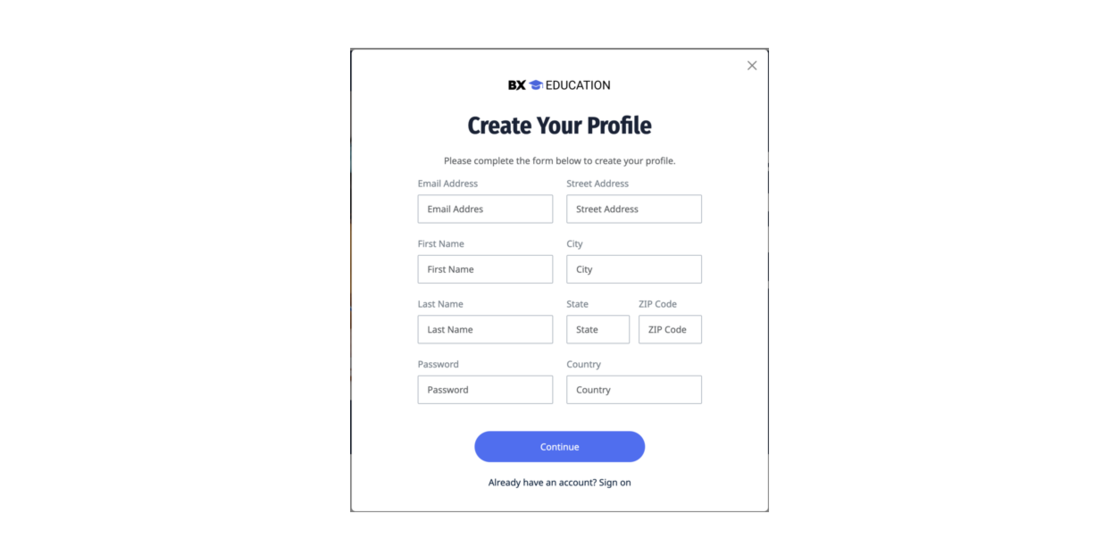 BX EDUCATION
Create Your Profile
Please complete the form below to create your profile.
Email Address
Email Addres
Street Address
Street Address
First Name
First Name
City
City
Last Name
Last Name
State
State
ZIP Code
ZIP Code
Password
Password
Country
Country
Continue
Already have an account? Sign on